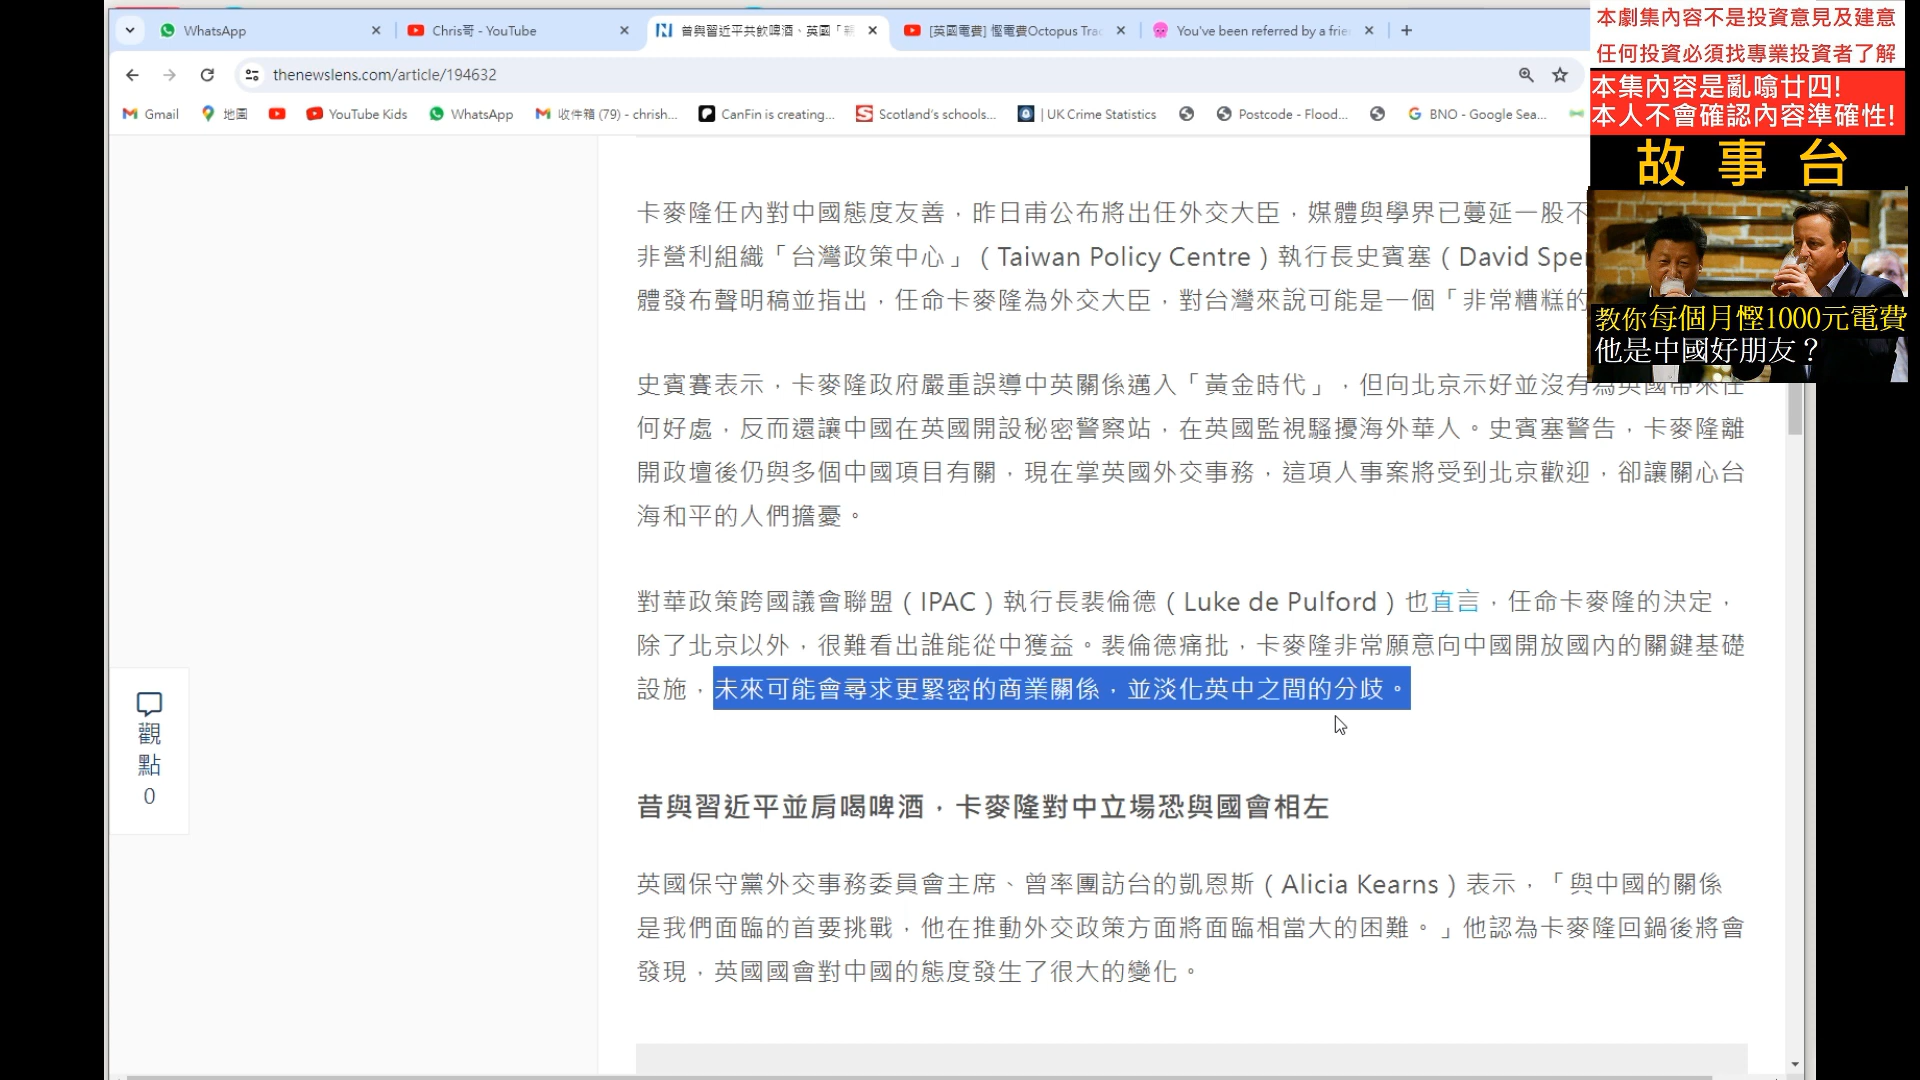 WhatsApp
Chris哥 - YouTube
昔與習近平共飲啤酒、英國「親
[英國電費] 慳電費Octopus Trac
You've been referred by a frie
thenewslens.com/article/194632
Gmail
地圖
YouTube Kids
WhatsApp
收件箱 (79) - chrish...
CanFin is creating...
Scotland's schools...
| UK Crime Statistics
Postcode - Flood...
BNO - Google Sea...
本劇集內容不是投資意見及建意
任何投資必須找專業投資者了解
本集內容是亂噏廿四!
本人不會確認內容準確性!
故事台
教你每個月慳1000元電費
他是中國好朋友？
卡麥隆任內對中國態度友善，昨日甫公布將出任外交大臣，媒體與學界已蔓延一股不
非營利組織「台灣政策中心」（Taiwan Policy Centre）執行長史賓塞（David Spen
體發布聲明稿並指出，任命卡麥隆為外交大臣，對台灣來說可能是一個「非常糟糕的
史賓賽表示，卡麥隆政府嚴重誤導中英關係邁入「黃金時代」，但向北京示好並沒有為英國帶來任
何好處，反而還讓中國在英國開設秘密警察站，在英國監視騷擾海外華人。史賓塞警告，卡麥隆離
開政壇後仍與多個中國項目有關，現在掌英國外交事務，這項人事案將受到北京歡迎，卻讓關心台
海和平的人們擔憂。
對華政策跨國議會聯盟（IPAC）執行長裴倫德（Luke de Pulford）也直言，任命卡麥隆的決定，
除了北京以外，很難看出誰能從中獲益。裴倫德痛批，卡麥隆非常願意向中國開放國內的關鍵基礎
設施，未來可能會尋求更緊密的商業關係，並淡化英中之間的分歧。
觀
點
0
昔與習近平並肩喝啤酒，卡麥隆對中立場恐與國會相左
英國保守黨外交事務委員會主席、曾率團訪台的凱恩斯（Alicia Kearns）表示，「與中國的關係
是我們面臨的首要挑戰，他在推動外交政策方面將面臨相當大的困難。」他認為卡麥隆回鍋後將會
發現，英國國會對中國的態度發生了很大的變化。